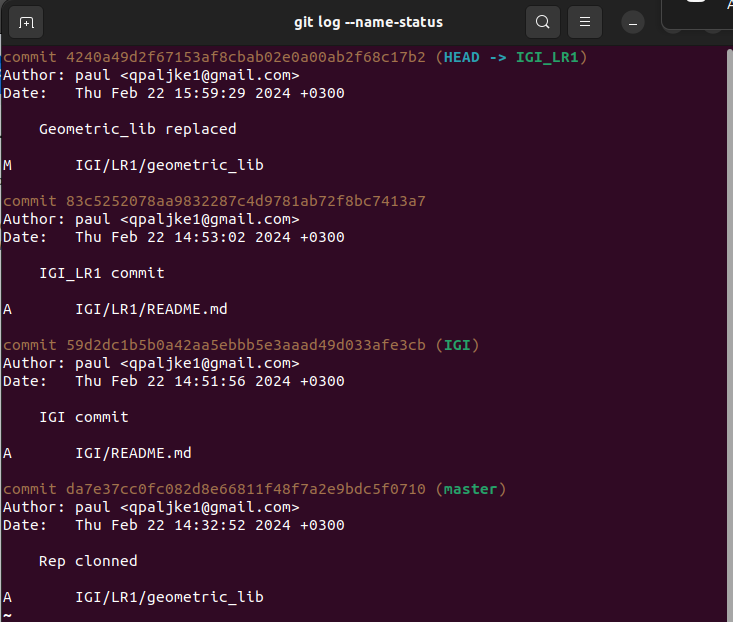 git log --name-status
commit 4240a49d2f67153af8cbab02e0a00ab2f68c17b2 (HEAD -> IGI_LR1)
Author: paul <qpaljke1@gmail.com>
Date:   Thu Feb 22 15:59:29 2024 +0300
Geometric_lib replaced
M       IGI/LR1/geometric_lib
commit 83c5252078aa9832287c4d9781ab72f8bc7413a7
Author: paul <qpaljke1@gmail.com>
Date:   Thu Feb 22 14:53:02 2024 +0300
IGI_LR1 commit
A       IGI/LR1/README.md
commit 59d2dc1b5b0a42aa5ebbb5e3aaad49d033afe3cb (IGI)
Author: paul <qpaljke1@gmail.com>
Date:   Thu Feb 22 14:51:56 2024 +0300
IGI commit
A       IGI/README.md
commit da7e37cc0fc082d8e66811f48f7a2e9bdc5f0710 (master)
Author: paul <qpaljke1@gmail.com>
Date:   Thu Feb 22 14:32:52 2024 +0300
Rep clonned
A       IGI/LR1/geometric_lib
~